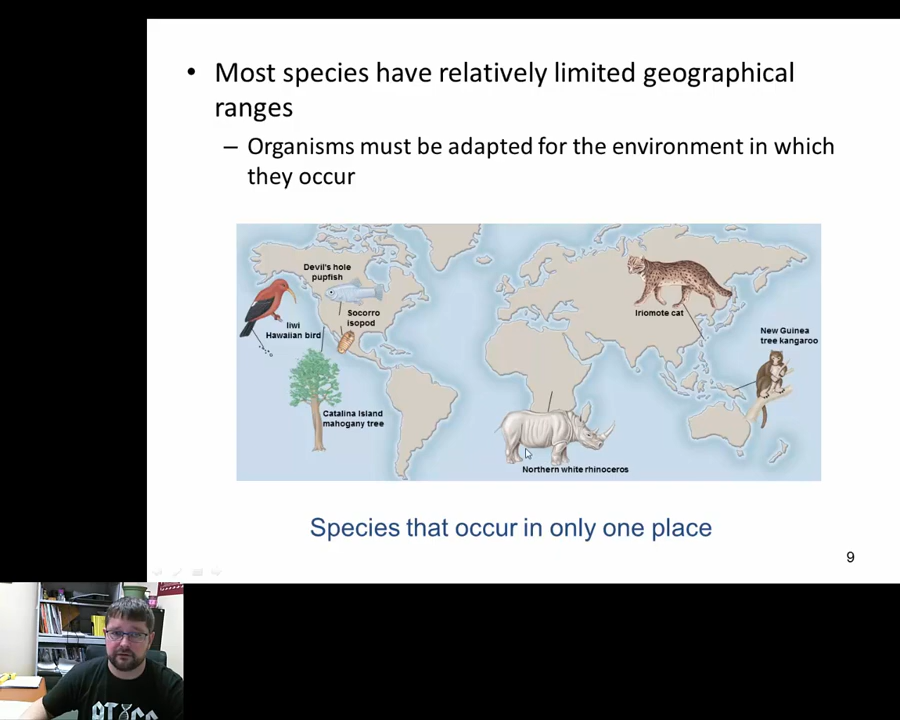 • Most species have relatively limited geographical
ranges
– Organisms must be adapted for the environment in which
they occur
Devil's hole
pupfish
Socorro
isopod
Iiwi
Hawaiian bird
Iriomote cat
New Guinea
tree kangaroo
Catalina Island
mahogany tree
Northern white rhinoceros
Species that occur in only one place
9